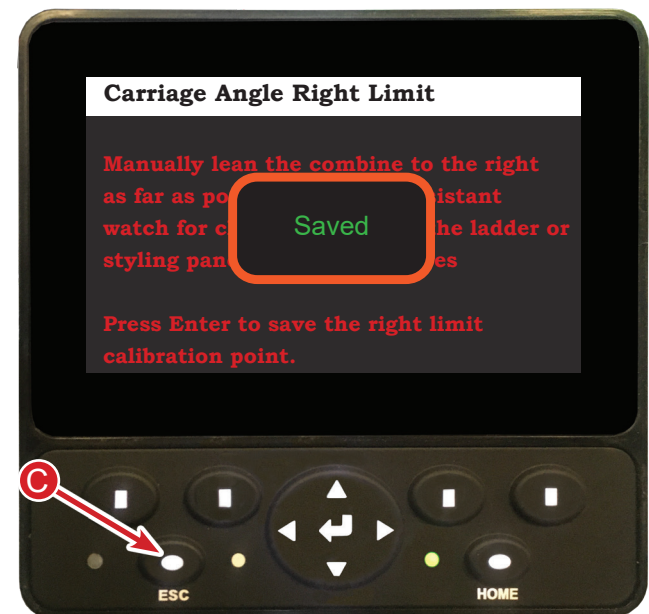 Carriage Angle Right Limit
Manually lean the combine to the right
as far as
watch for he ladder or
styling
Saved
Press Enter to save the right limit
calibration point.
C
ESC
HOME